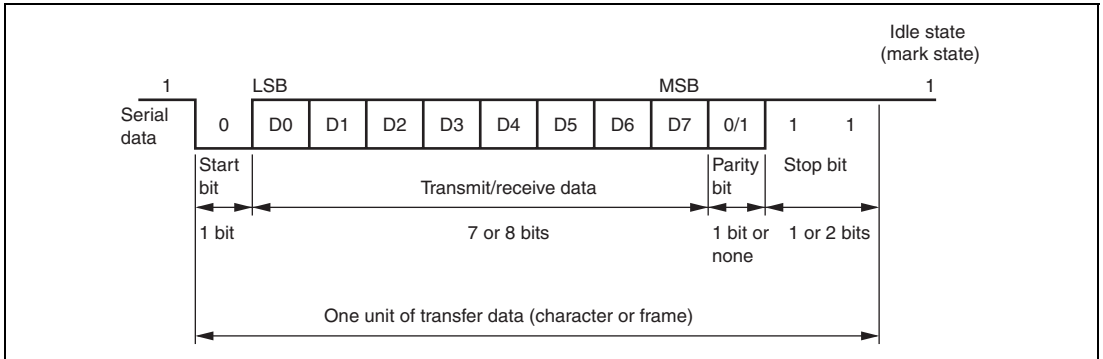 Idle state
(mark state)
1 LSB MSB 1
Serial
data
0 D0 D1 D2 D3 D4 D5 D6 D7 0/1 1 1
Start
bit
Transmit/receive data
Parity
bit
Stop bit
1 bit
7 or 8 bits
1 bit or
none
1 or 2 bits
One unit of transfer data (character or frame)